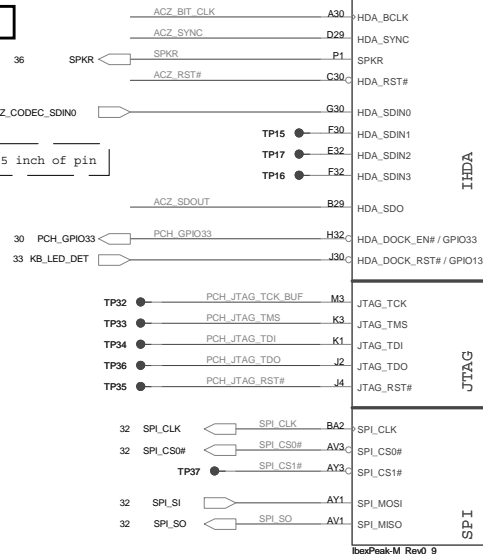 ACZ_BIT_CLK A30 HDA_BCLK
ACZ_SYNC D29 HDA_SYNC
36 SPKR SPKR P1 SPKR
ACZ_RST# C30 HDA_RST#
Z_CODEC_SDIN0 G30 HDA_SDIN0
TP15 F30 HDA_SDIN1
5 inch of pin
TP17 E32 HDA_SDIN2
TP16 F32 HDA_SDIN3
IHDA
ACZ_SDOUT B29 HDA_SDO
30 PCH_GPIO33 PCH_GPIO33 H32 HDA_DOCK_EN# / GPIO33
33 KB_LED_DET J30 HDA_DOCK_RST# / GPIO13
TP32 PCH_JTAG_TCK_BUF M3 JTAG_TCK
TP33 PCH_JTAG_TMS K3 JTAG_TMS
TP34 PCH_JTAG_TDI K1 JTAG_TDI
TP36 PCH_JTAG_TDO J2 JTAG_TDO
TP35 PCH_JTAG_RST# J4 JTAG_RST#
JTAG
32 SPI_CLK SPI_CLK BA2 SPI_CLK
32 SPI_CS0# SPI_CS0# AV3 SPI_CS0#
TP37 SPI_CS1# AY3 SPI_CS1#
32 SPI_SI AY1 SPI_MOSI
32 SPI_SO SPI_SO AV1 SPI_MISO
SPI
IbexPeak-M_Rev0_9